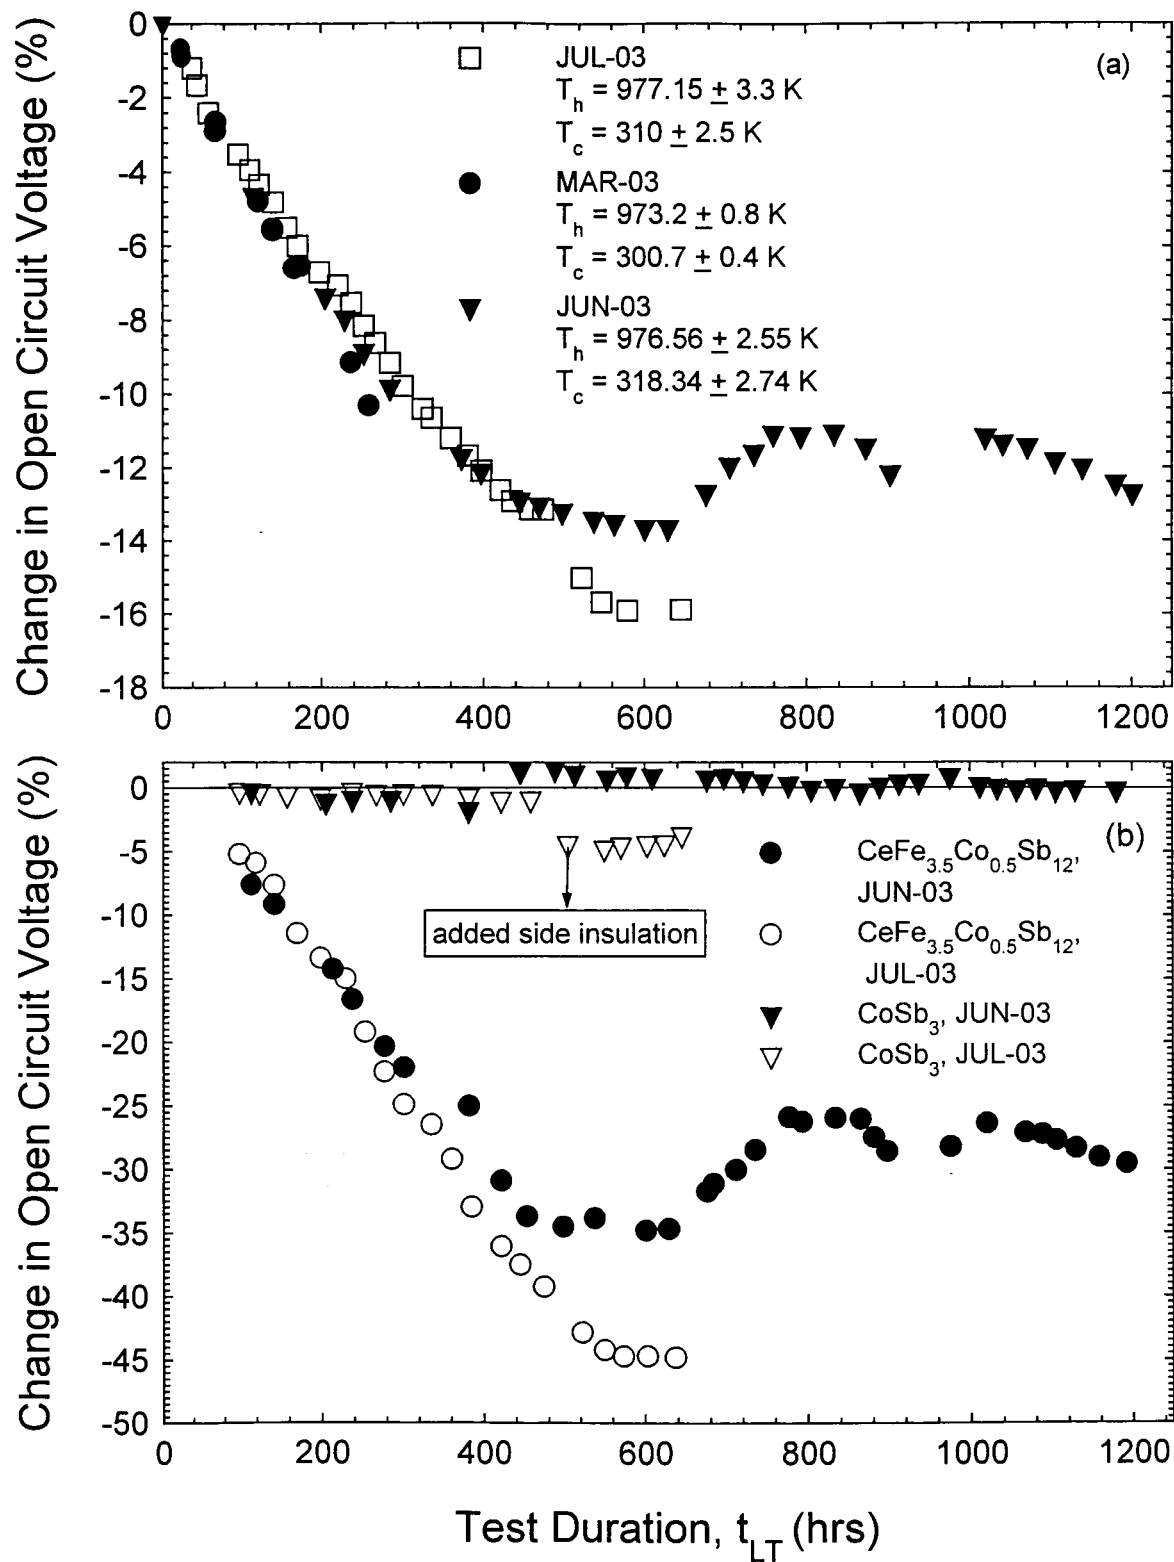 Change in Open Circuit Voltage (%)
0
-2
-4
-6
-8
-10
-12
-14
-16
-18
(a)
JUL-03
T_h = 977.15 ± 3.3 K
T_c = 310 ± 2.5 K
MAR-03
T_h = 973.2 ± 0.8 K
T_c = 300.7 ± 0.4 K
JUN-03
T_h = 976.56 ± 2.55 K
T_c = 318.34 ± 2.74 K
0 200 400 600 800 1000 1200
Change in Open Circuit Voltage (%)
0
-5
-10
-15
-20
-25
-30
-35
-40
-45
-50
(b)
CeFe3.5Co0.5Sb12,
JUN-03
CeFe3.5Co0.5Sb12,
JUL-03
CoSb3, JUN-03
CoSb3, JUL-03
added side insulation
0 200 400 600 800 1000 1200
Test Duration, t_LT (hrs)